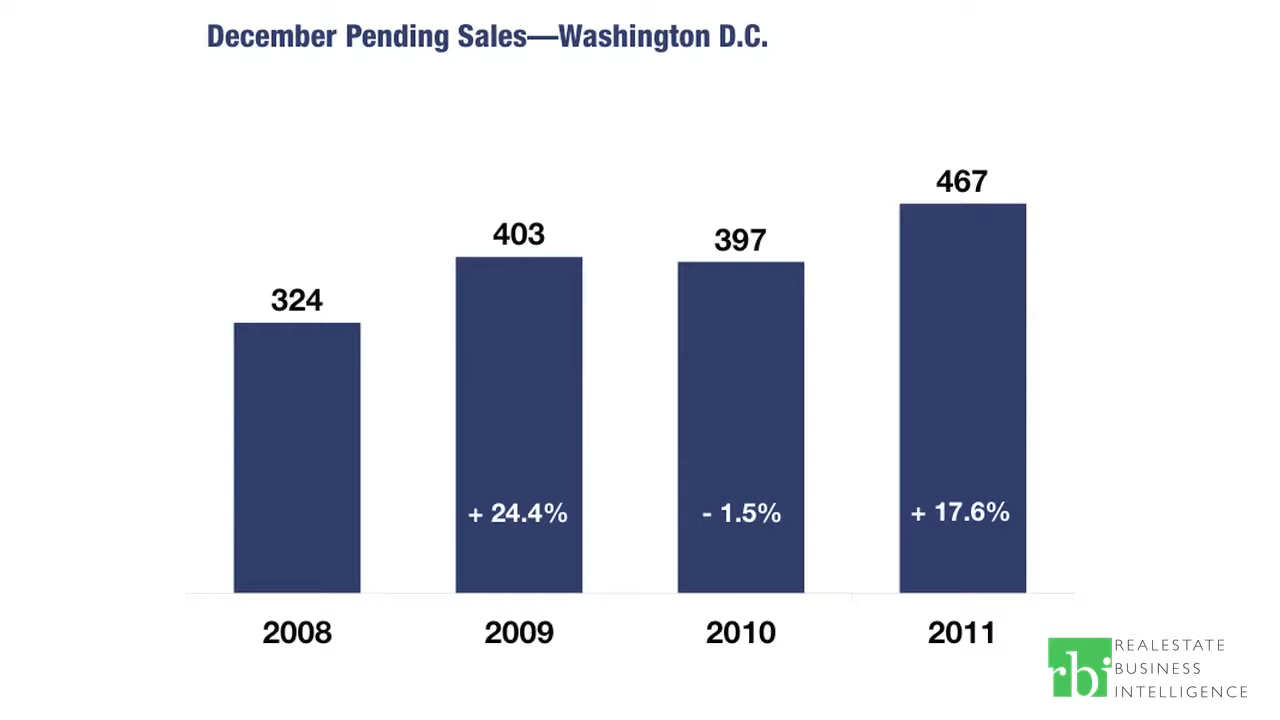 December Pending Sales—Washington D.C.
467
403
397
324
+ 24.4%
- 1.5%
+ 17.6%
2008
2009
2010
2011
rbi
REALESTATE
BUSINESS
INTELLIGENCE